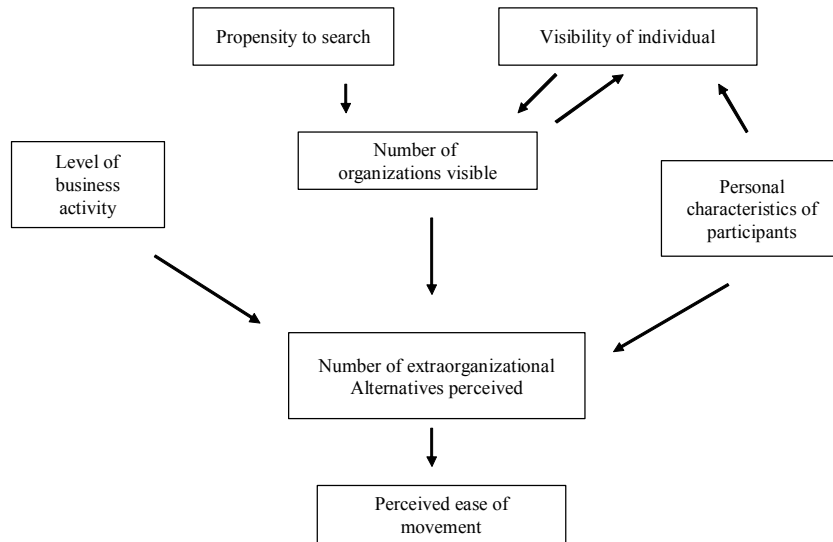 Propensity to search
Visibility of individual
Level of
business
activity
Number of
organizations visible
Personal
characteristics of
participants
Number of extraorganizational
Alternatives perceived
Perceived ease of
movement